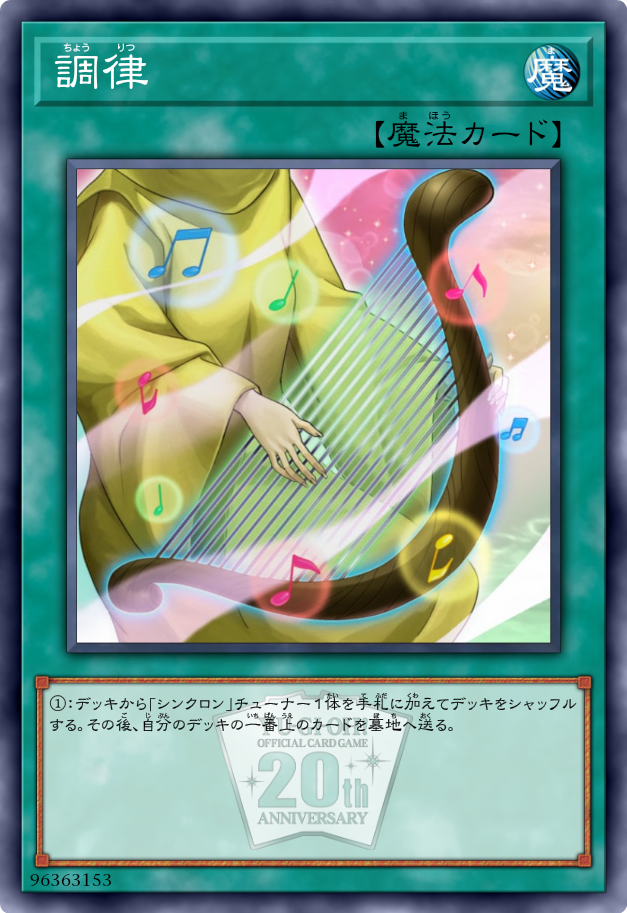 調律
魔
【魔法カード】
①：デッキから「シンクロン」チューナー１体を手札に加えてデッキをシャッフル
する。その後、自分のデッキの一番上のカードを墓地へ送る。
Yu-Gi-Oh!
OFFICIAL CARD GAME
20th
ANNIVERSARY
96363153